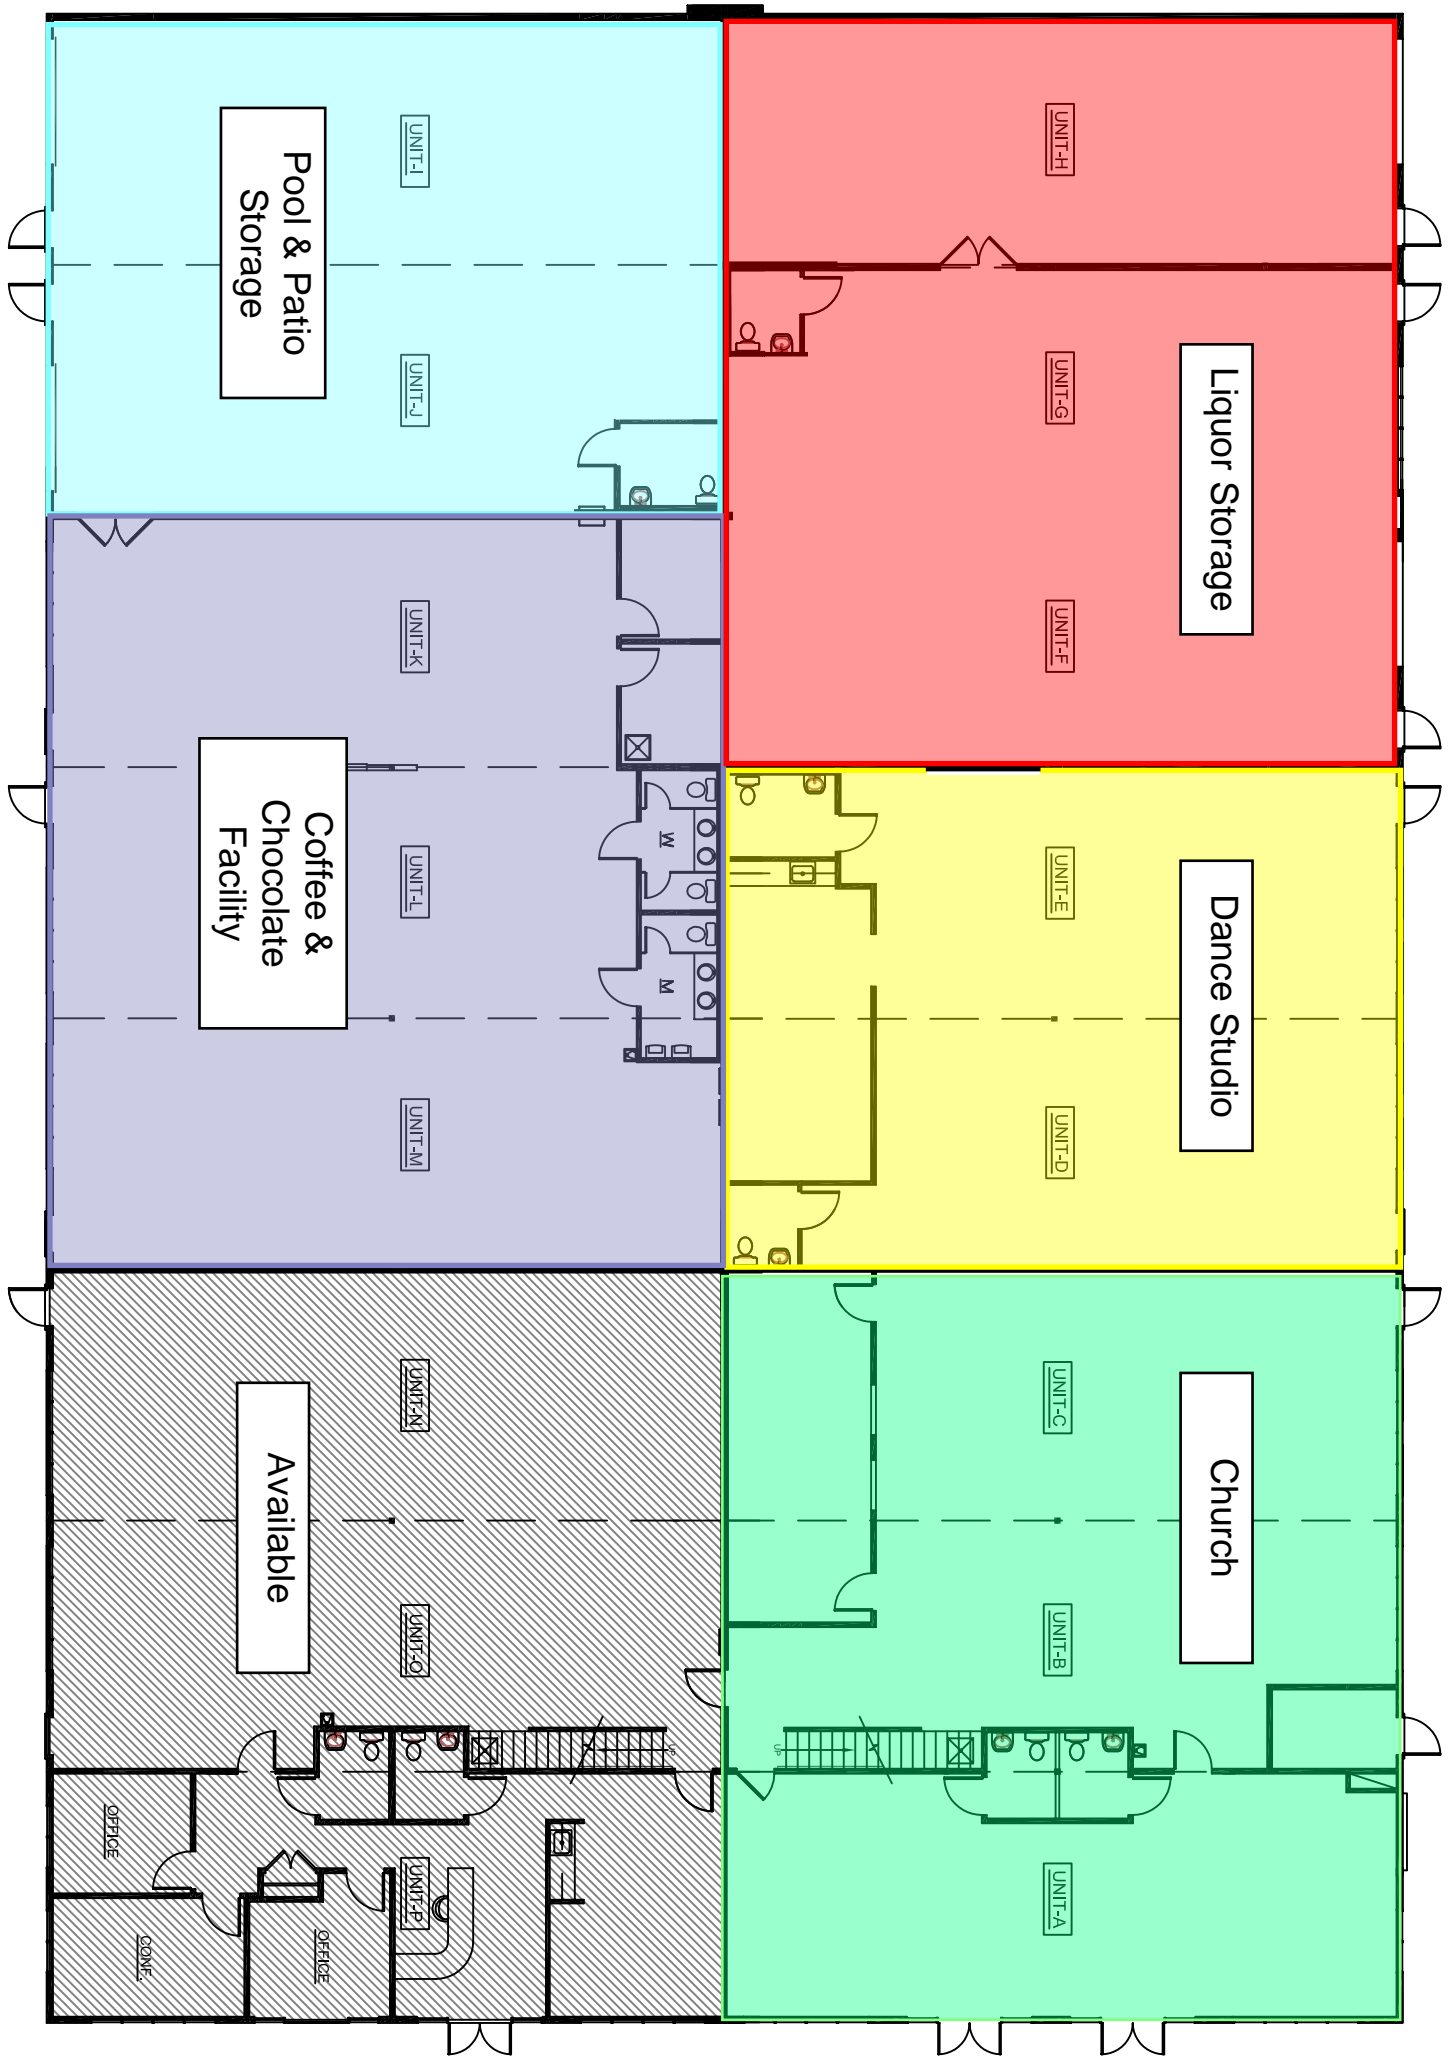 UNIT-I
UNIT-H
Pool & Patio
Storage
UNIT-J
UNIT-G
Liquor Storage
UNIT-K
UNIT-F
Coffee &
Chocolate
Facility
W
UNIT-L
UNIT-E
Dance Studio
M
UNIT-M
UNIT-D
UNIT-N
UNIT-C
Available
Church
UNIT-O
UNIT-B
UP
UP
OFFICE
UNIT-P
UNIT-A
CONF.
OFFICE